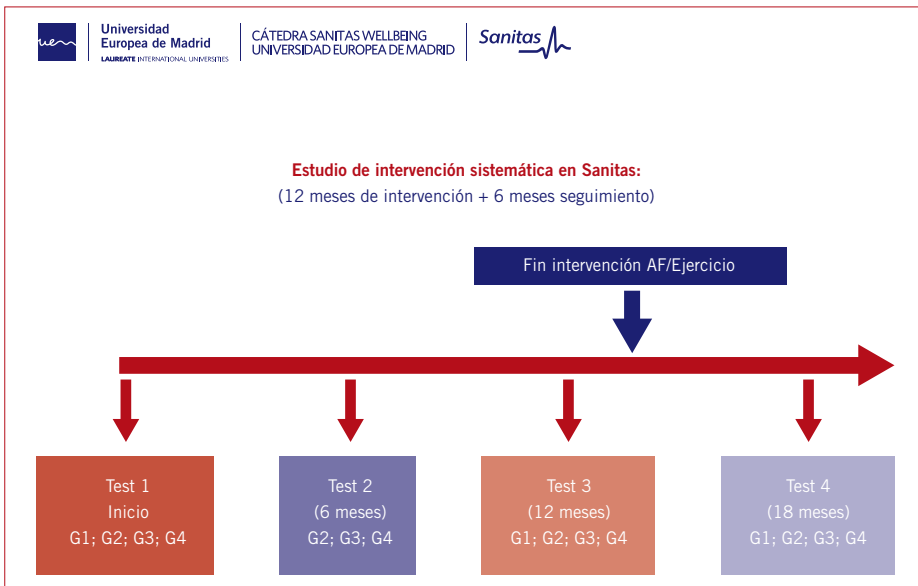 uem
Universidad
Europea de Madrid
LAUREATE INTERNATIONAL UNIVERSITIES
CÁTEDRA SANITAS WELLBEING
UNIVERSIDAD EUROPEA DE MADRID
Sanitas
Estudio de intervención sistemática en Sanitas:
(12 meses de intervención + 6 meses seguimiento)
Fin intervención AF/Ejercicio
Test 1
Inicio
G1; G2; G3; G4
Test 2
(6 meses)
G2; G3; G4
Test 3
(12 meses)
G1; G2; G3; G4
Test 4
(18 meses)
G1; G2; G3; G4